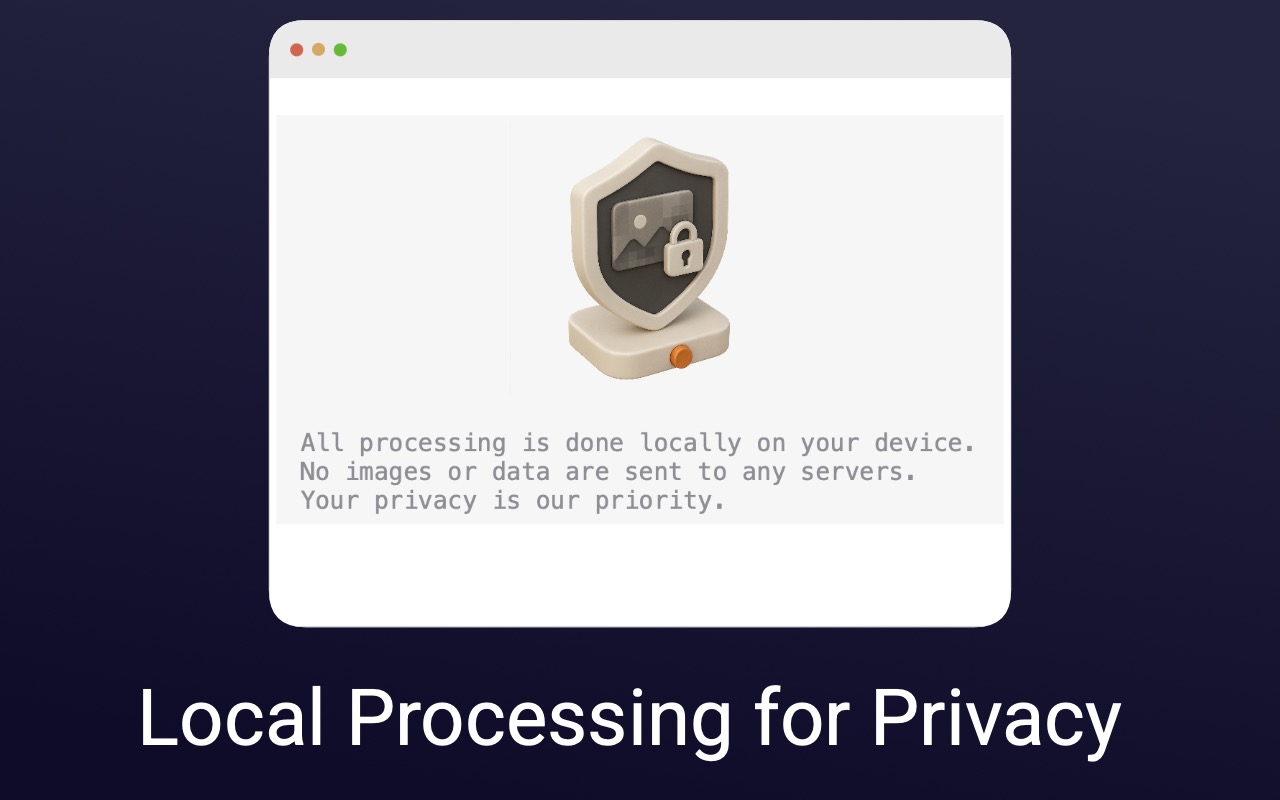 All processing is done locally on your device.
No images or data are sent to any servers.
Your privacy is our priority.
Local Processing for Privacy